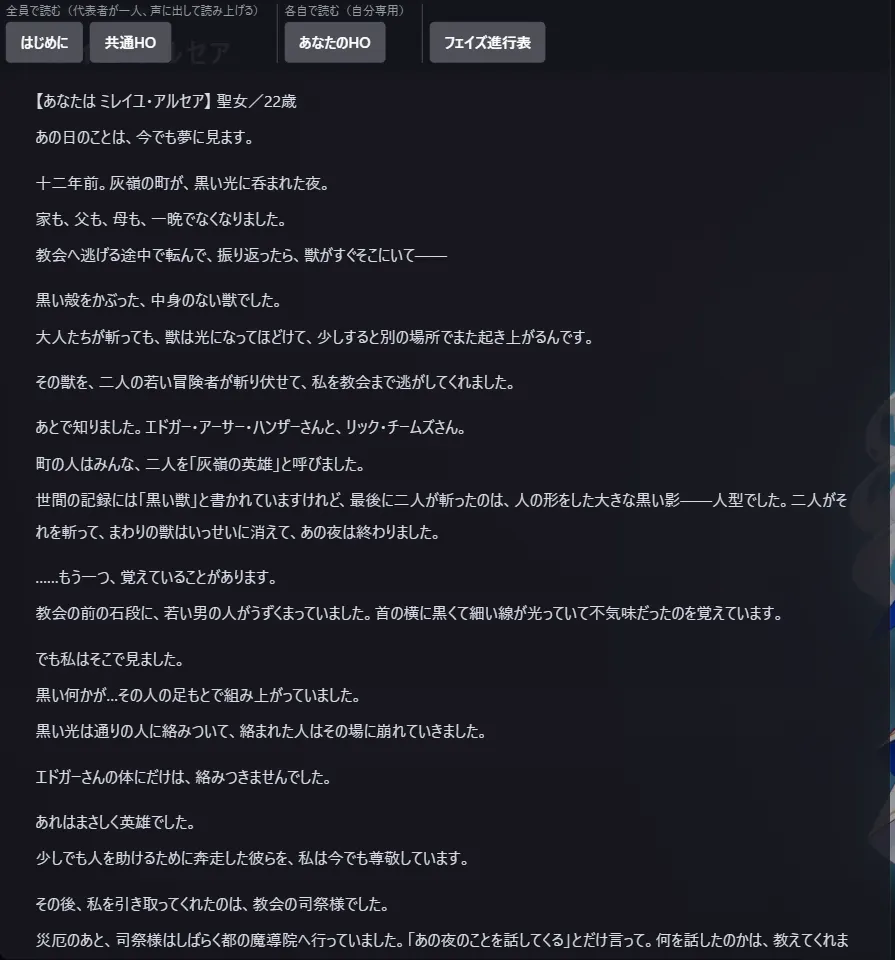 全員で読む（代表者が一人、声に出して読み上げる）
各自で読む（自分専用）
はじめに
共通HO
あなたのHO
フェイズ進行表
ルセア
【あなたは ミレイユ・アルセア】 聖女／22歳
あの日のことは、今でも夢に見ます。
十二年前。灰嶺の町が、黒い光に呑まれた夜。
家も、父も、母も、一晩でなくなりました。
教会へ逃げる途中で転んで、振り返ったら、獣がすぐそこにいて――
黒い殻をかぶった、中身のない獣でした。
大人たちが斬っても、獣は光になってほどけて、少しすると別の場所でまた起き上がるんです。
その獣を、二人の若い冒険者が斬り伏せて、私を教会まで逃がしてくれました。
あとで知りました。エドガー・アーサー・ハンザーさんと、リック・チームズさん。
町の人はみんな、二人を「灰嶺の英雄」と呼びました。
世間の記録には「黒い獣」と書かれていますけれど、最後に二人が斬ったのは、人の形をした大きな黒い影――人型でした。二人がそ
れを斬って、まわりの獣はいっせいに消えて、あの夜は終わりました。
……もう一つ、覚えていることがあります。
教会の前の石段に、若い男の人がうずくまっていました。首の横に黒くて細い線が光っていて不気味だったのを覚えています。
でも私はそこで見ました。
黒い何かが…その人の足もとで組み上がっていました。
黒い光は通りの人に絡みついて、絡まれた人はその場に崩れていきました。
エドガーさんの体にだけは、絡みつきませんでした。
あれはまさしく英雄でした。
少しでも人を助けるために奔走した彼らを、私は今でも尊敬しています。
その後、私を引き取ってくれたのは、教会の司祭様でした。
災厄のあと、司祭様はしばらく都の魔導院へ行っていました。「あの夜のことを話してくる」とだけ言って。何を話したのかは、教えてくれま